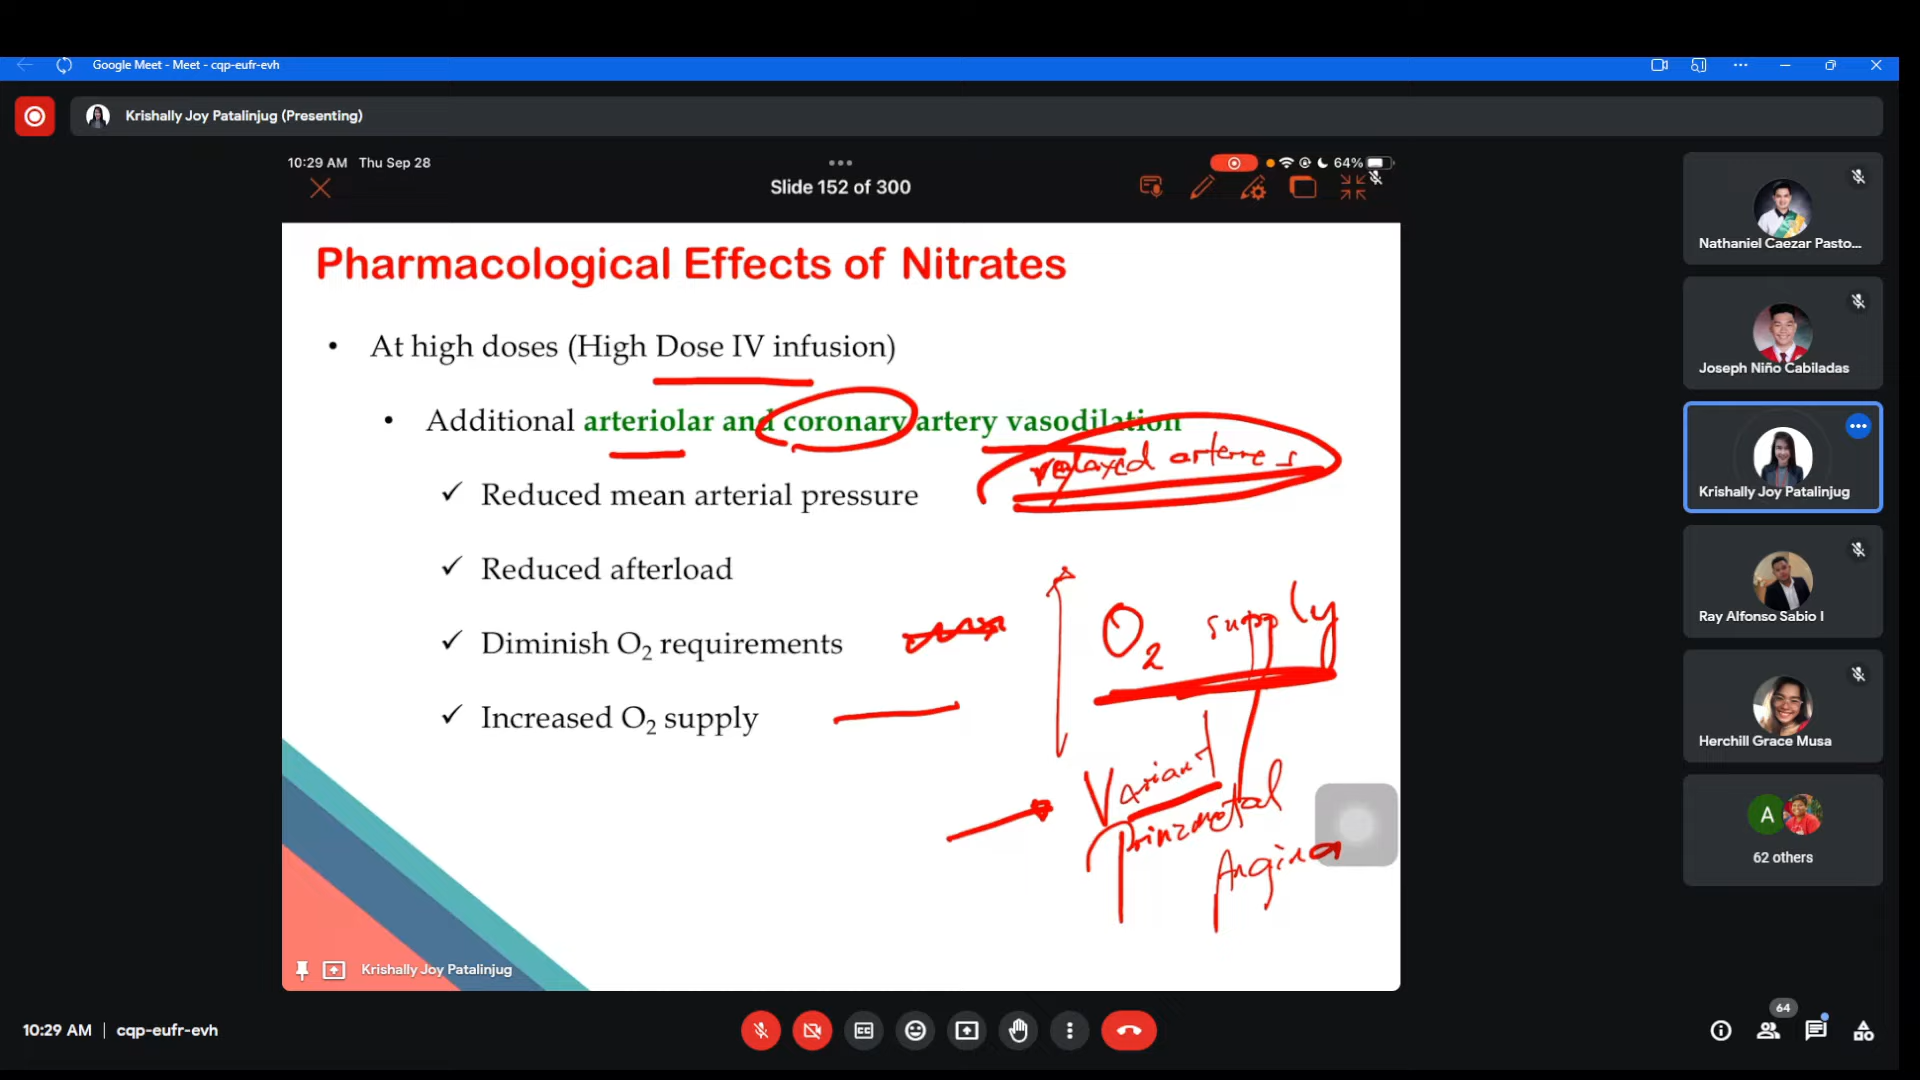 Google Meet - Meet - cqp-eufr-evh
Krishally Joy Patalinjug (Presenting)
10:29 AM Thu Sep 28
64%
Slide 152 of 300
Pharmacological Effects of Nitrates
• At high doses (High Dose IV infusion)
• Additional arteriolar and coronary artery vasodilation
relaxed arteries
✓ Reduced mean arterial pressure
✓ Reduced afterload
✓ Diminish O₂ requirements
O₂ supply
✓ Increased O₂ supply
Variant
Prinzmetal
Angina
Krishally Joy Patalinjug
Nathaniel Caezar Pasto...
Joseph Niño Cabiladas
Krishally Joy Patalinjug
Ray Alfonso Sabio I
Herchill Grace Musa
A
62 others
10:29 AM | cqp-eufr-evh
64